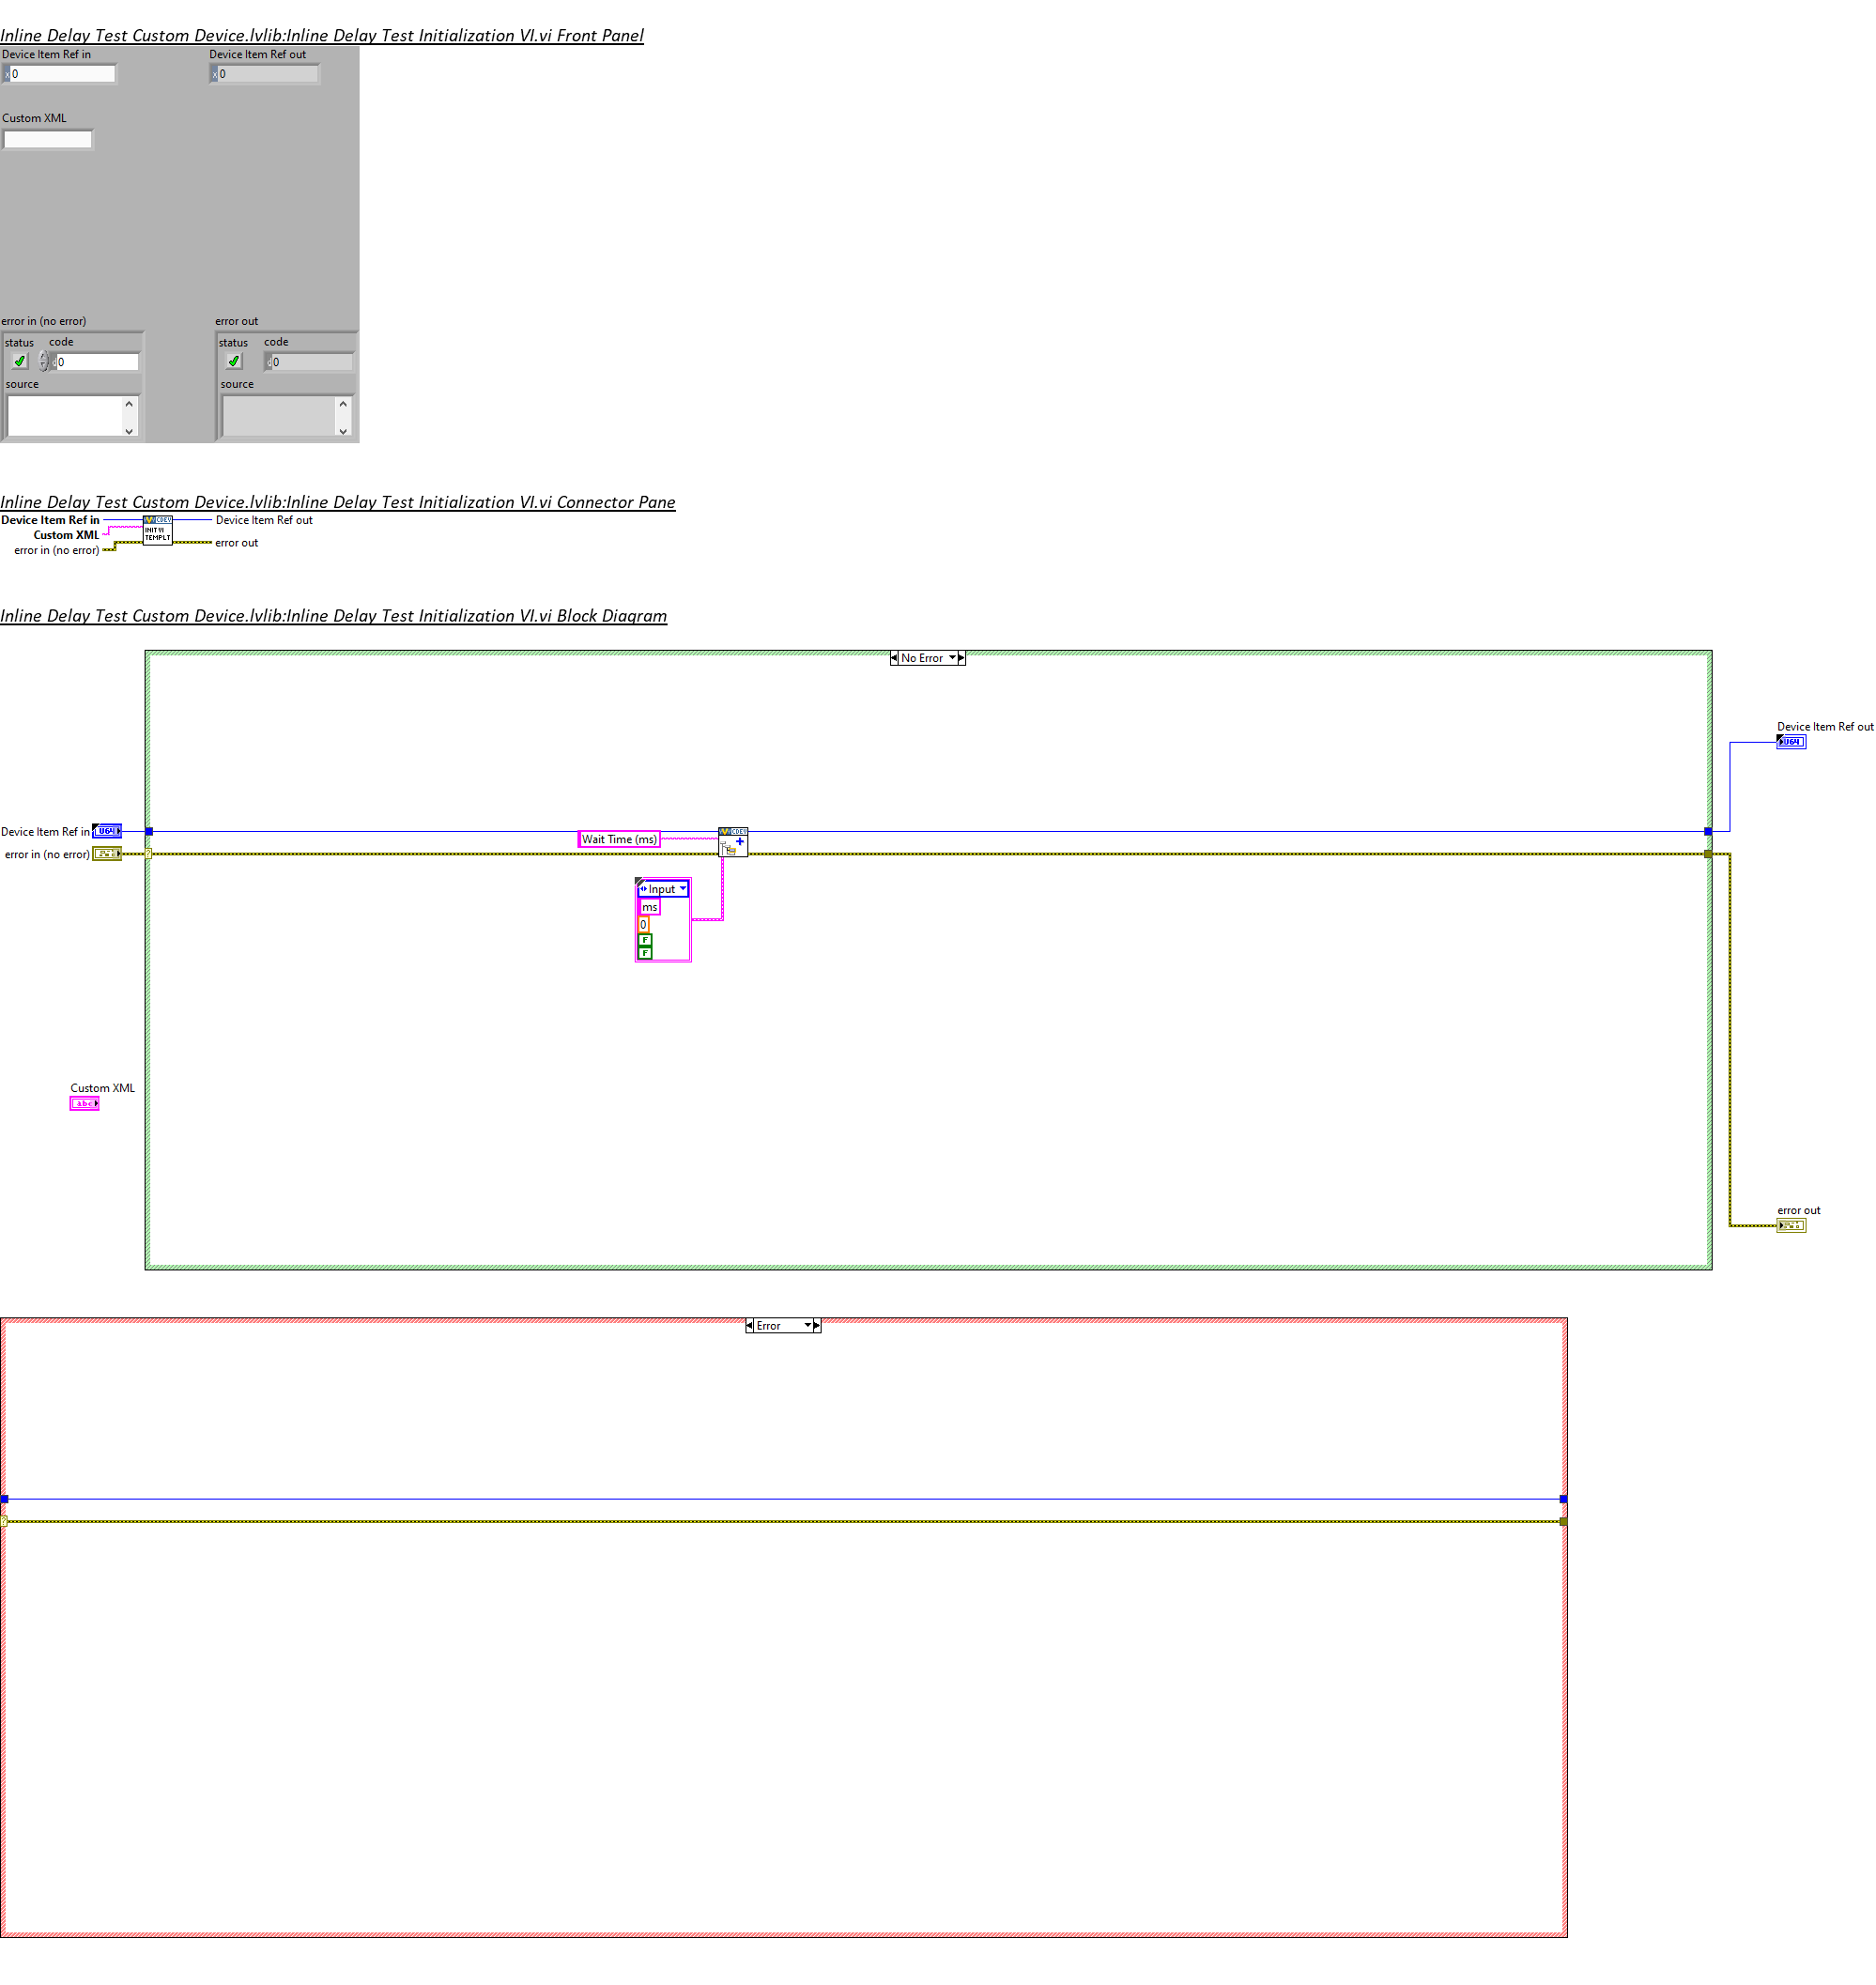 Inline Delay Test Custom Device.lvlib:Inline Delay Test Initialization VI.vi Front Panel
Device Item Ref in
Device Item Ref out
x 0
x 0
Custom XML
error in (no error)
error out
status code
status code
0
0
source
source
Inline Delay Test Custom Device.lvlib:Inline Delay Test Initialization VI.vi Connector Pane
Device Item Ref in
Device Item Ref out
Custom XML
error in (no error)
error out
CDEV
INIT VI
TEMPLT
Inline Delay Test Custom Device.lvlib:Inline Delay Test Initialization VI.vi Block Diagram
No Error
Device Item Ref out
U64
Device Item Ref in
U64
Wait Time (ms)
CDEV
error in (no error)
?
Input
ms
0
F
F
Custom XML
abc
error out
Error
?